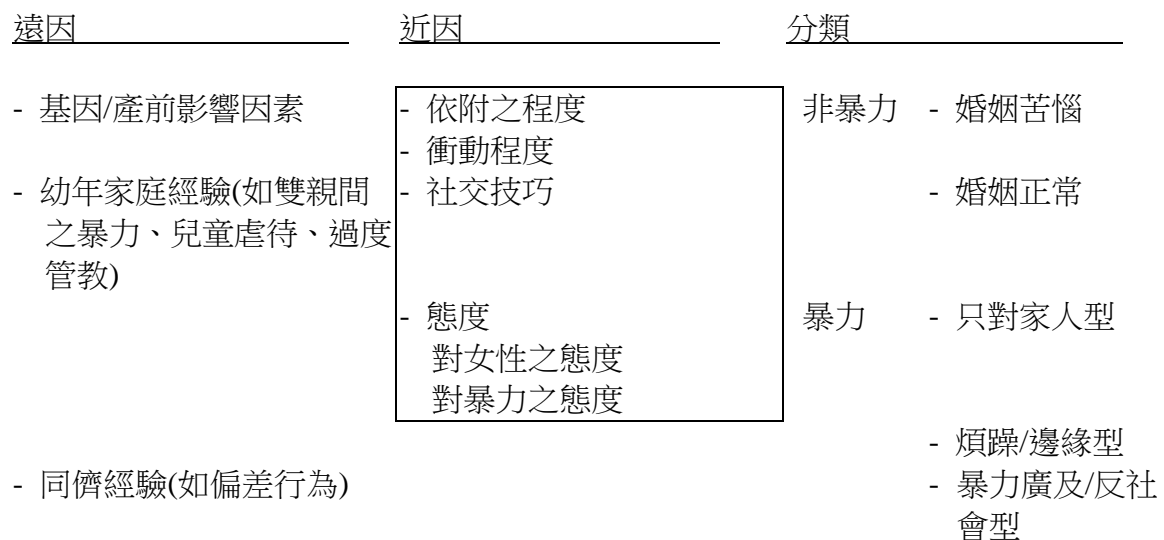 遠因 近因 分類
- 基因/產前影響因素 - 依附之程度 非暴力 - 婚姻苦惱
- 衝動程度
- 幼年家庭經驗(如雙親間 - 社交技巧 - 婚姻正常
之暴力、兒童虐待、過度
管教)
- 態度 暴力 - 只對家人型
對女性之態度
對暴力之態度
- 煩躁/邊緣型
- 同儕經驗(如偏差行為) - 暴力廣及/反社
會型